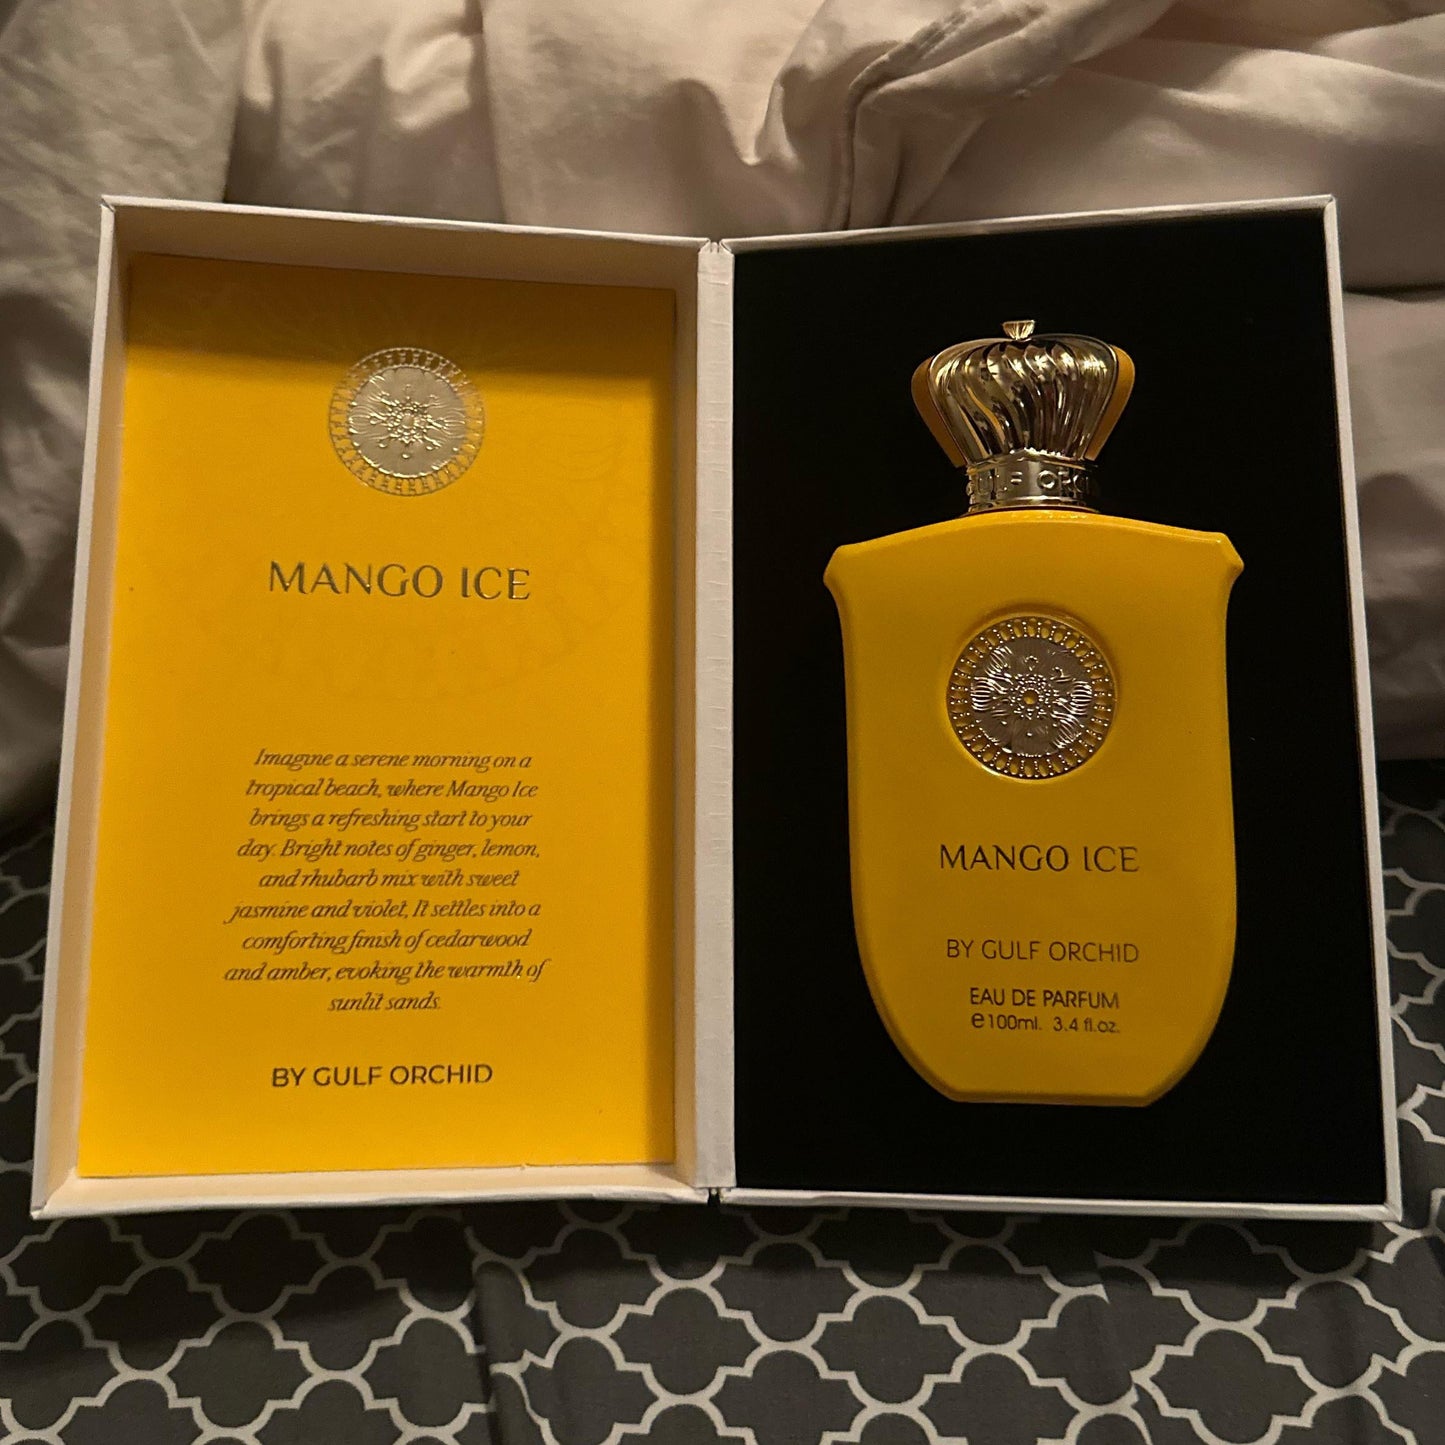 MANGO ICE
Imagine a serene morning on a
tropical beach, where Mango Ice
brings a refreshing start to your
day. Bright notes of ginger, lemon,
and rhubarb mix with sweet
jasmine and violet, It settles into a
comforting finish of cedarwood
and amber, evoking the warmth of
sunlit sands.
BY GULF ORCHID
GULF ORCH
MANGO ICE
BY GULF ORCHID
EAU DE PARFUM
e100ml. 3.4 fl.oz.